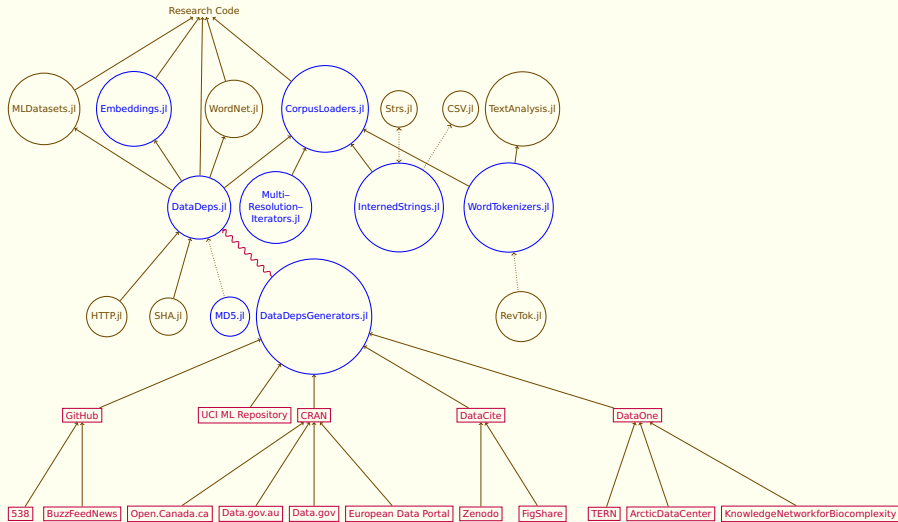 Research Code
MLDatasets.jl
Embeddings.jl
WordNet.jl
CorpusLoaders.jl
Strs.jl
CSV.jl
TextAnalysis.jl
DataDeps.jl
Multi–
Resolution–
Iterators.jl
InternedStrings.jl
WordTokenizers.jl
HTTP.jl
SHA.jl
MD5.jl
DataDepsGenerators.jl
RevTok.jl
GitHub
UCI ML Repository
CRAN
DataCite
DataOne
538
BuzzFeedNews
Open.Canada.ca
Data.gov.au
Data.gov
European Data Portal
Zenodo
FigShare
TERN
ArcticDataCenter
KnowledgeNetworkforBiocomplexity